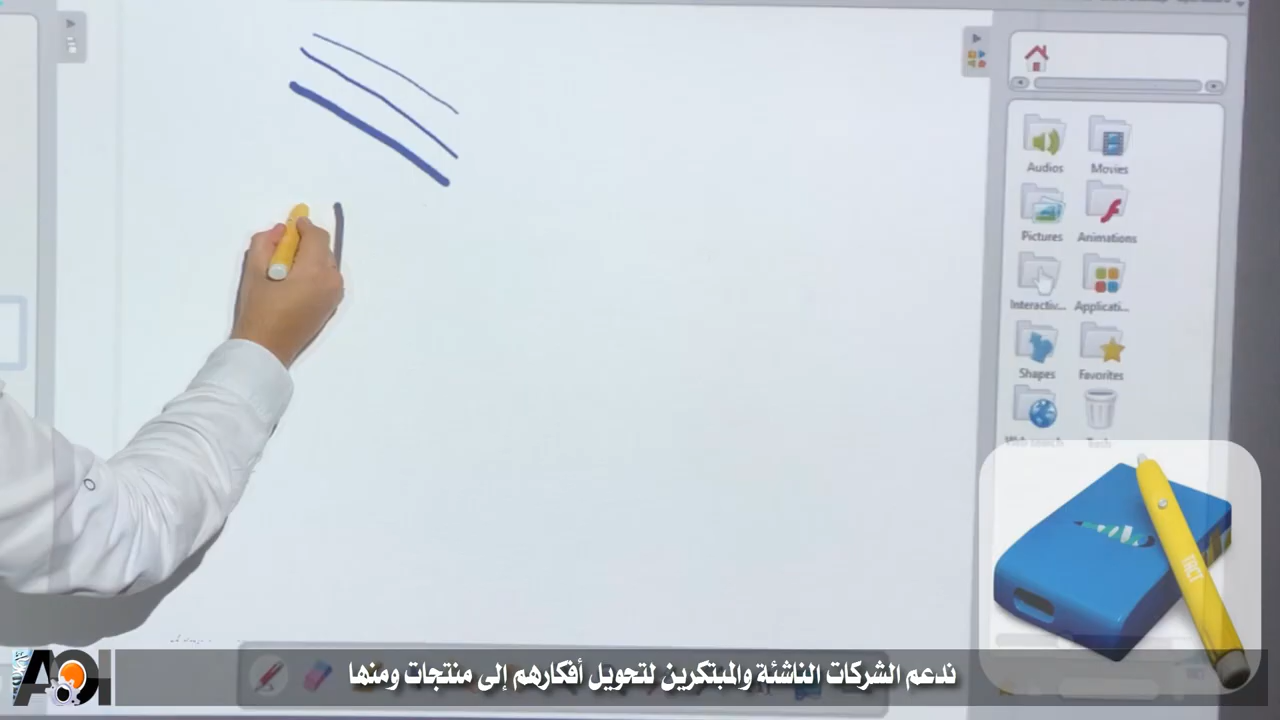 Audios
Movies
Pictures
Animations
Interactiv...
Applicati...
Shapes
Favorites
ندعم الشركات الناشئة والمبتكرين لتحويل أفكارهم إلى منتجات ومنها